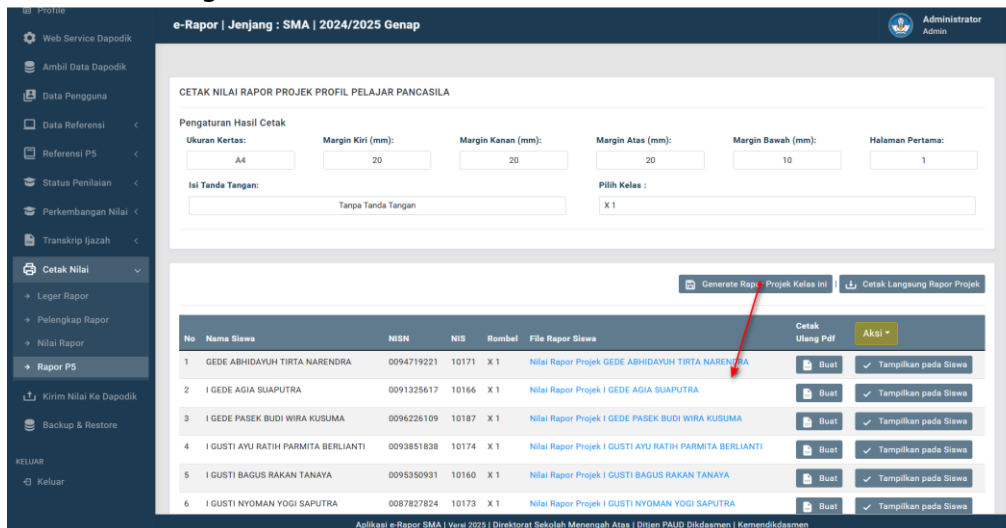 Profile
Web Service Dapodik
Ambil Data Dapodik
Data Pengguna
Data Referensi
Referensi P5
Status Penilaian
Perkembangan Nilai
Transkrip Ijazah
Cetak Nilai
Leger Rapor
Pelengkap Rapor
Nilai Rapor
Rapor P5
Kirim Nilai Ke Dapodik
Backup & Restore
KELUAR
Keluar
e-Rapor | Jenjang : SMA | 2024/2025 Genap
Administrator
Admin
CETAK NILAI RAPOR PROJEK PROFIL PELAJAR PANCASILA
Pengaturan Hasil Cetak
Ukuran Kertas: Margin Kiri (mm): Margin Kanan (mm): Margin Atas (mm): Margin Bawah (mm): Halaman Pertama:
A4 20 20 20 10 1
Isi Tanda Tangan: Pilih Kelas :
Tanpa Tanda Tangan X 1
Generate Rapor Projek Kelas ini | Cetak Langsung Rapor Projek
No Nama Siswa NISN NIS Rombel File Rapor Siswa Cetak Ulang Pdf Aksi
1 GEDE ABHIDAYUH TIRTA NARENDRA 0094719221 10171 X 1 Nilai Rapor Projek GEDE ABHIDAYUH TIRTA NARENDRA Buat Tampilkan pada Siswa
2 I GEDE AGIA SUAPUTRA 0091325617 10166 X 1 Nilai Rapor Projek I GEDE AGIA SUAPUTRA Buat Tampilkan pada Siswa
3 I GEDE PASEK BUDI WIRA KUSUMA 0096226109 10187 X 1 Nilai Rapor Projek I GEDE PASEK BUDI WIRA KUSUMA Buat Tampilkan pada Siswa
4 I GUSTI AYU RATIH PARMITA BERLIANTI 0093851838 10174 X 1 Nilai Rapor Projek I GUSTI AYU RATIH PARMITA BERLIANTI Buat Tampilkan pada Siswa
5 I GUSTI BAGUS RAKAN TANAYA 0095350931 10160 X 1 Nilai Rapor Projek I GUSTI BAGUS RAKAN TANAYA Buat Tampilkan pada Siswa
6 I GUSTI NYOMAN YOGI SAPUTRA 0087827824 10173 X 1 Nilai Rapor Projek I GUSTI NYOMAN YOGI SAPUTRA Buat Tampilkan pada Siswa
Aplikasi e-Rapor SMA | Versi 2025 | Direktorat Sekolah Menengah Atas | Ditjen PAUD Dikdasmen | Kemendikdasmen